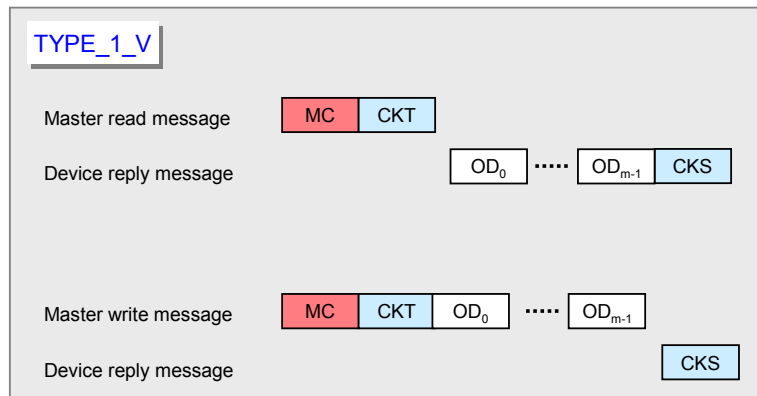 TYPE_1_V
Master read message MC CKT
Device reply message OD0 ..... ODm-1 CKS
Master write message MC CKT OD0 ..... ODm-1
Device reply message CKS